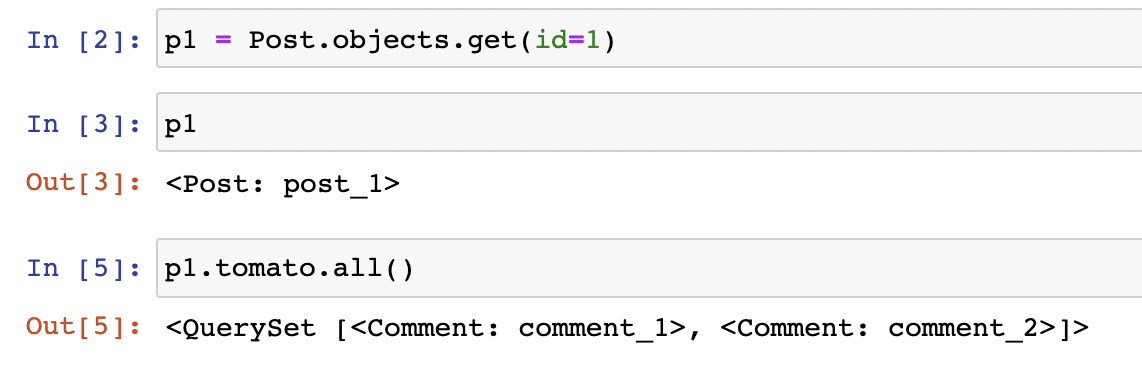 In [2]: p1 = Post.objects.get(id=1)
In [3]: p1
Out[3]: <Post: post_1>
In [5]: p1.tomato.all()
Out[5]: <QuerySet [<Comment: comment_1>, <Comment: comment_2>]>